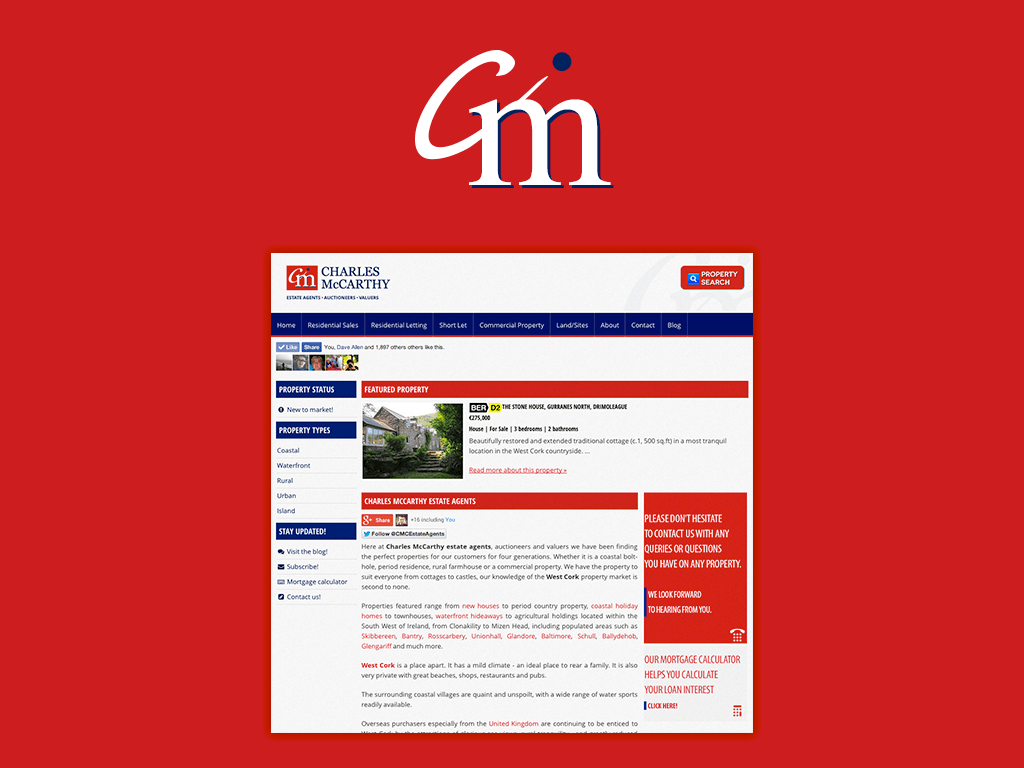 Cm
Cm CHARLES
McCARTHY
ESTATE AGENTS • AUCTIONEERS • VALUERS
PROPERTY
SEARCH
Home Residential Sales Residential Letting Short Let Commercial Property Land/Sites About Contact Blog
Like Share You, Dave Allen and 1,897 others others like this.
PROPERTY STATUS
New to market!
PROPERTY TYPES
Coastal
Waterfront
Rural
Urban
Island
STAY UPDATED!
Visit the blog!
Subscribe!
Mortgage calculator
Contact us!
FEATURED PROPERTY
BER D2 THE STONE HOUSE, GURRANES NORTH, DRIMOLEAGUE
€275,000
House | For Sale | 3 bedrooms | 2 bathrooms
Beautifully restored and extended traditional cottage (c.1, 500 sq.ft) in a most tranquil
location in the West Cork countryside. ...
Read more about this property »
CHARLES MCCARTHY ESTATE AGENTS
Share +16 including You
Follow @CMCEstateAgents
Here at Charles McCarthy estate agents, auctioneers and valuers we have been finding
the perfect properties for our customers for four generations. Whether it is a coastal bolt-
hole, period residence, rural farmhouse or a commercial property. We have the property to
suit everyone from cottages to castles, our knowledge of the West Cork property market is
second to none.
Properties featured range from new houses to period country property, coastal holiday
homes to townhouses, waterfront hideaways to agricultural holdings located within the
South West of Ireland, from Clonakilty to Mizen Head, including populated areas such as
Skibbereen, Bantry, Rosscarbery, Unionhall, Glandore, Baltimore, Schull, Ballydehob,
Glengariff and much more.
West Cork is a place apart. It has a mild climate - an ideal place to rear a family. It is also
very private with great beaches, shops, restaurants and pubs.
The surrounding coastal villages are quaint and unspoilt, with a wide range of water sports
readily available.
Overseas purchasers especially from the United Kingdom are continuing to be enticed to
PLEASE DON'T HESITATE
TO CONTACT US WITH ANY
QUERIES OR QUESTIONS
YOU HAVE ON ANY PROPERTY.
WE LOOK FORWARD
TO HEARING FROM YOU.
OUR MORTGAGE CALCULATOR
HELPS YOU CALCULATE
YOUR LOAN INTEREST
CLICK HERE!